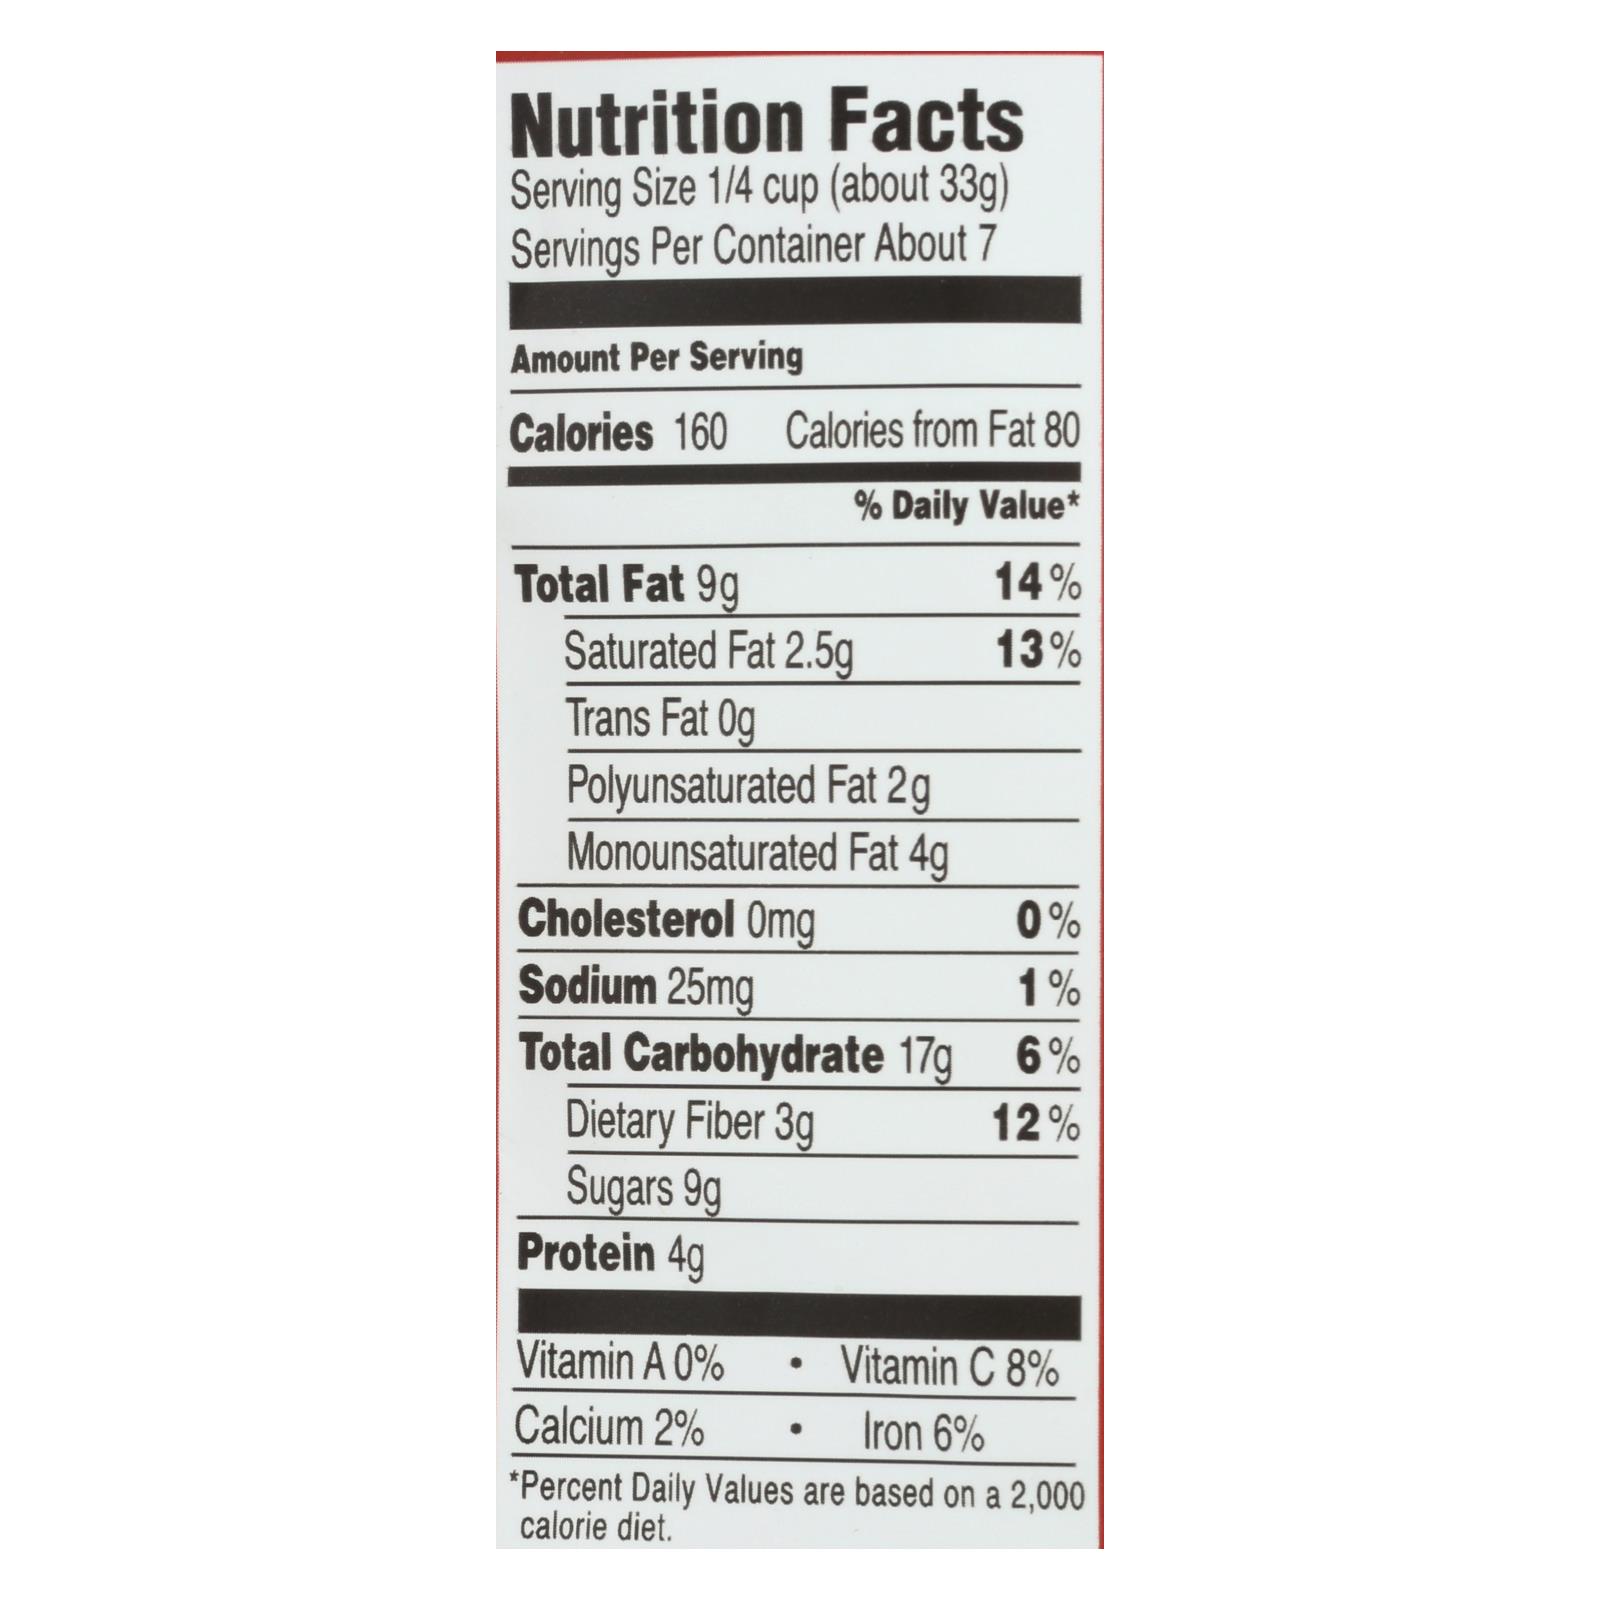 Nutrition Facts
Serving Size 1/4 cup (about 33g)
Servings Per Container About 7
Amount Per Serving
Calories 160 Calories from Fat 80
% Daily Value*
Total Fat 9g 14%
Saturated Fat 2.5g 13%
Trans Fat 0g
Polyunsaturated Fat 2g
Monounsaturated Fat 4g
Cholesterol 0mg 0%
Sodium 25mg 1%
Total Carbohydrate 17g 6%
Dietary Fiber 3g 12%
Sugars 9g
Protein 4g
Vitamin A 0% • Vitamin C 8%
Calcium 2% • Iron 6%
*Percent Daily Values are based on a 2,000
calorie diet.